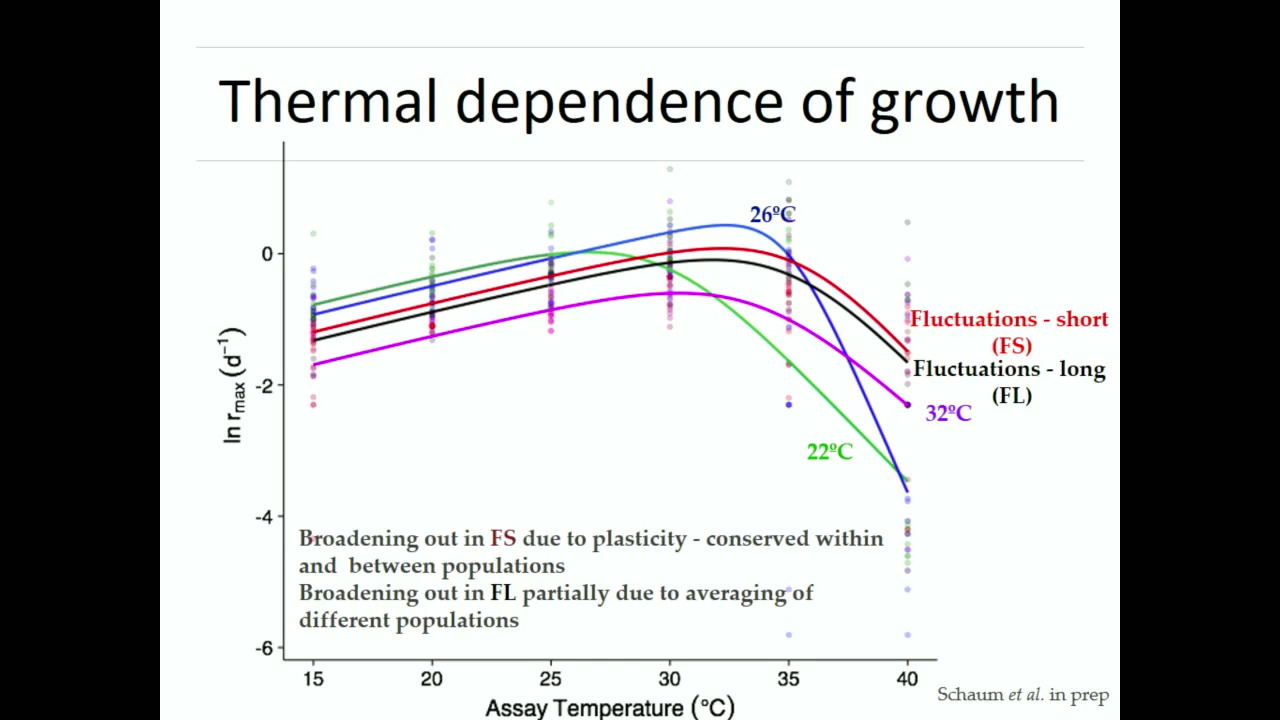 Thermal dependence of growth
26ºC
0
Fluctuations - short
(FS)
Fluctuations - long
(FL)
32ºC
22ºC
-2
-4
-6
ln rmax (d⁻¹)
Broadening out in FS due to plasticity - conserved within
and between populations
Broadening out in FL partially due to averaging of
different populations
15 20 25 30 35 40
Assay Temperature (°C)
Schaum et al. in prep